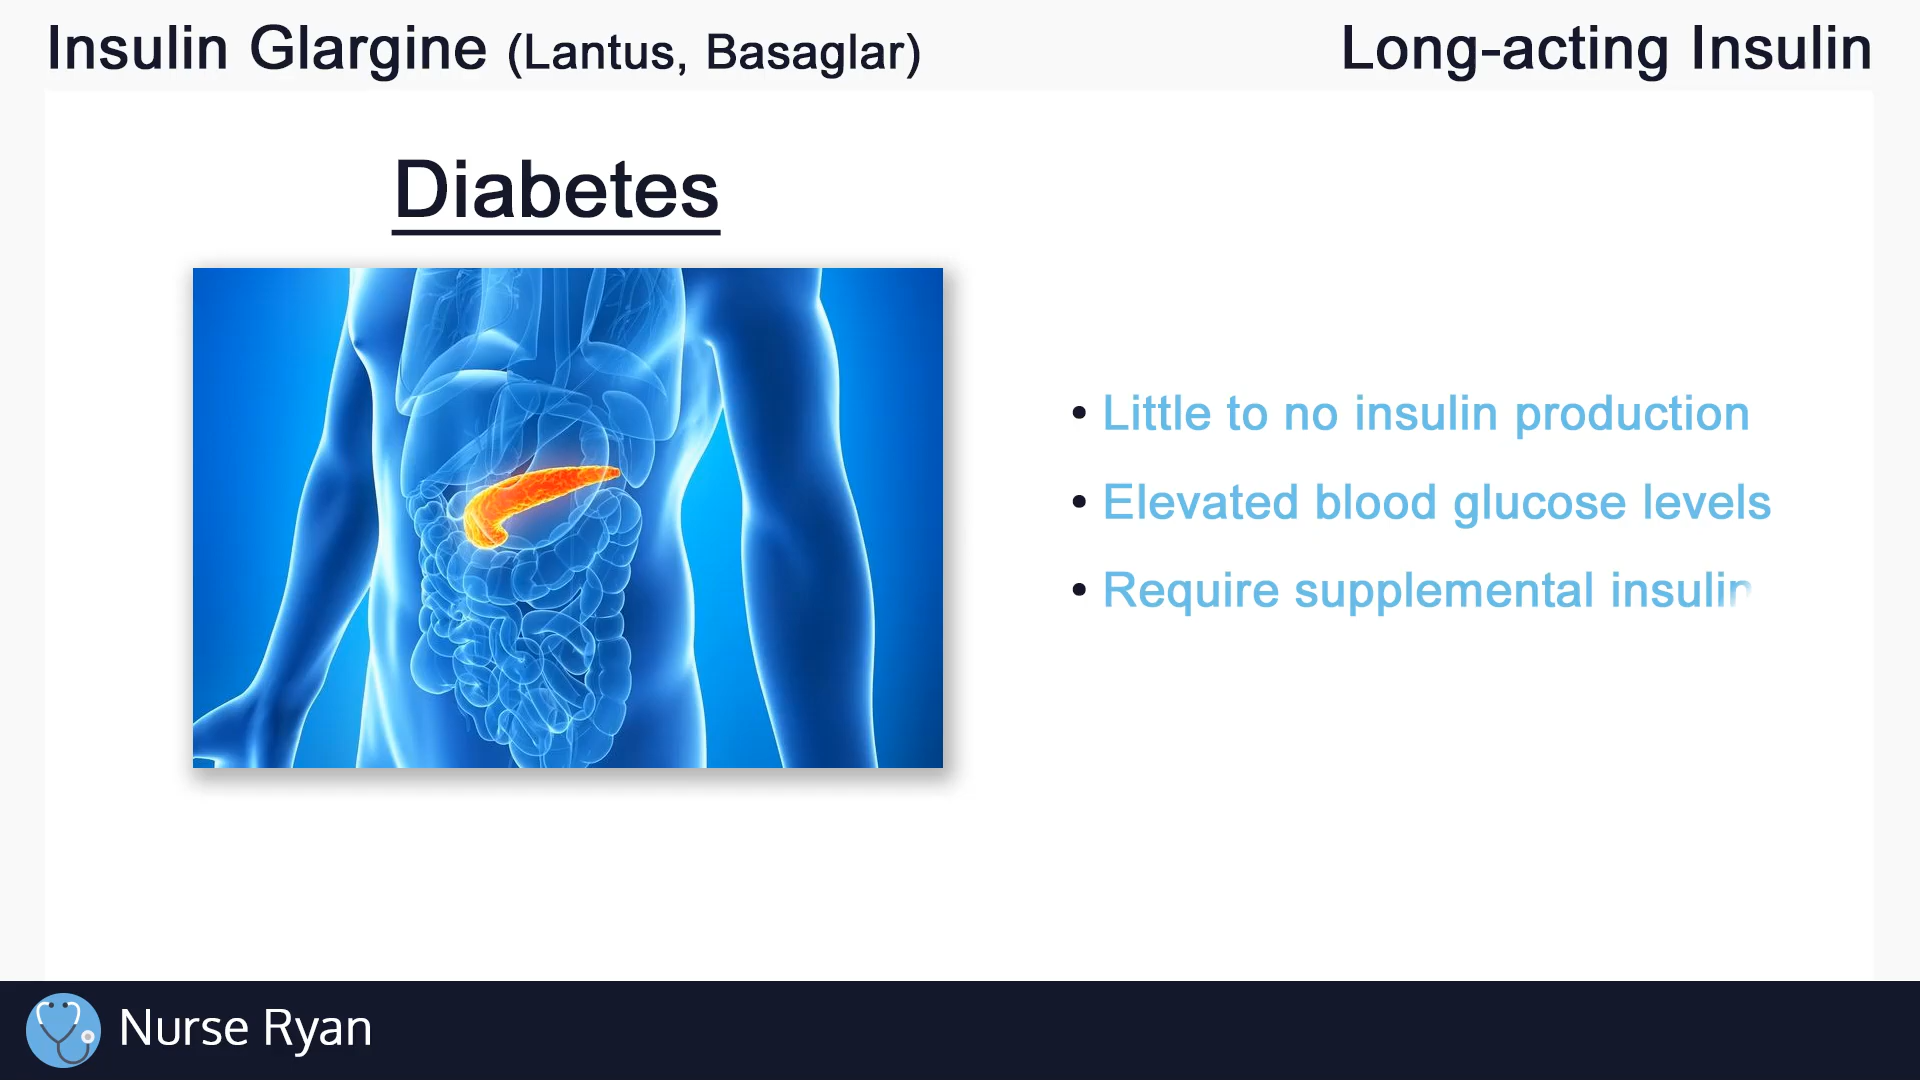 Insulin Glargine (Lantus, Basaglar)
Long-acting Insulin
Diabetes
• Little to no insulin production
• Elevated blood glucose levels
• Require supplemental insulin
Nurse Ryan